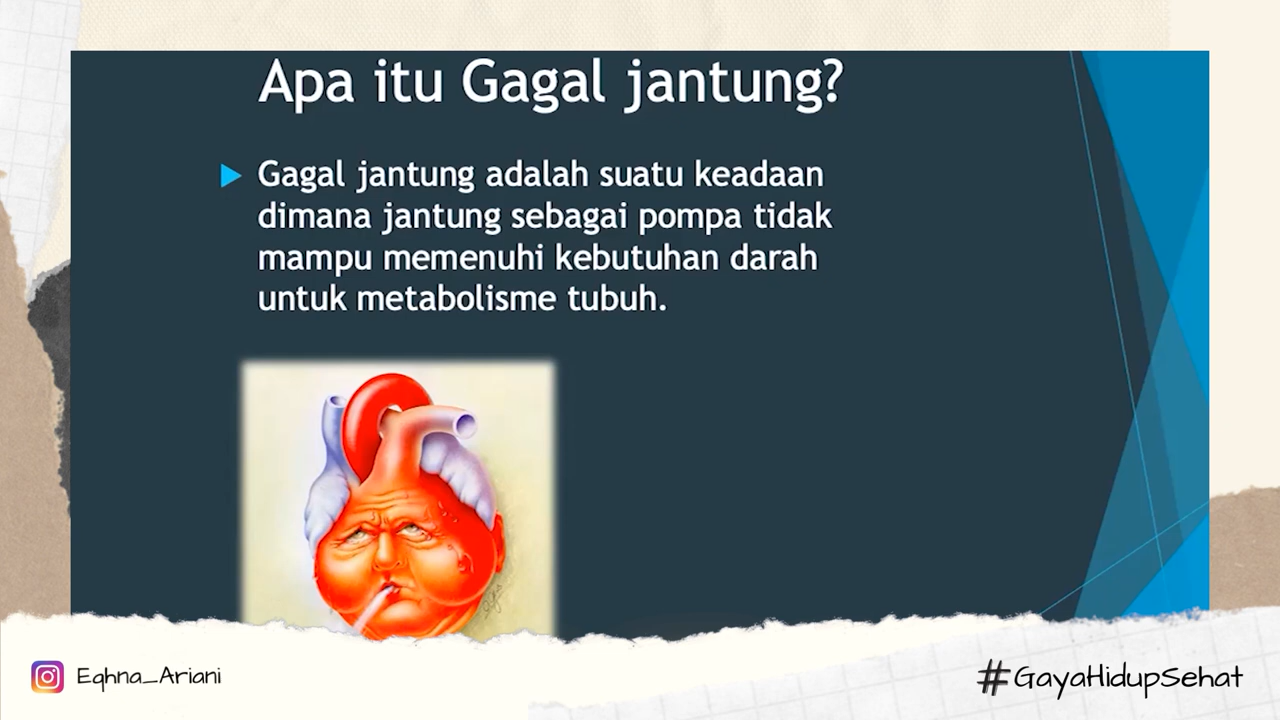 Apa itu Gagal jantung?
Gagal jantung adalah suatu keadaan
dimana jantung sebagai pompa tidak
mampu memenuhi kebutuhan darah
untuk metabolisme tubuh.
Eqhna_Ariani
#GayaHidupSehat